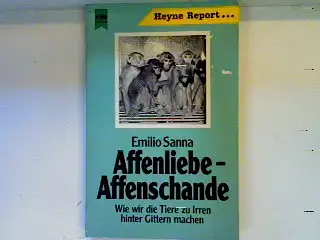 Heyne Report...
Emilio Sanna
Affenliebe-
Affenschande
Wie wir die Tiere zu Irren
hinter Gittern machen